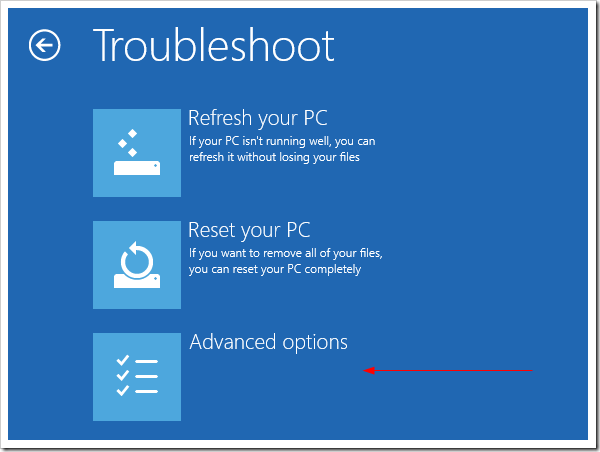 Troubleshoot
Refresh your PC
If your PC isn't running well, you can
refresh it without losing your files
Reset your PC
If you want to remove all of your files,
you can reset your PC completely
Advanced options